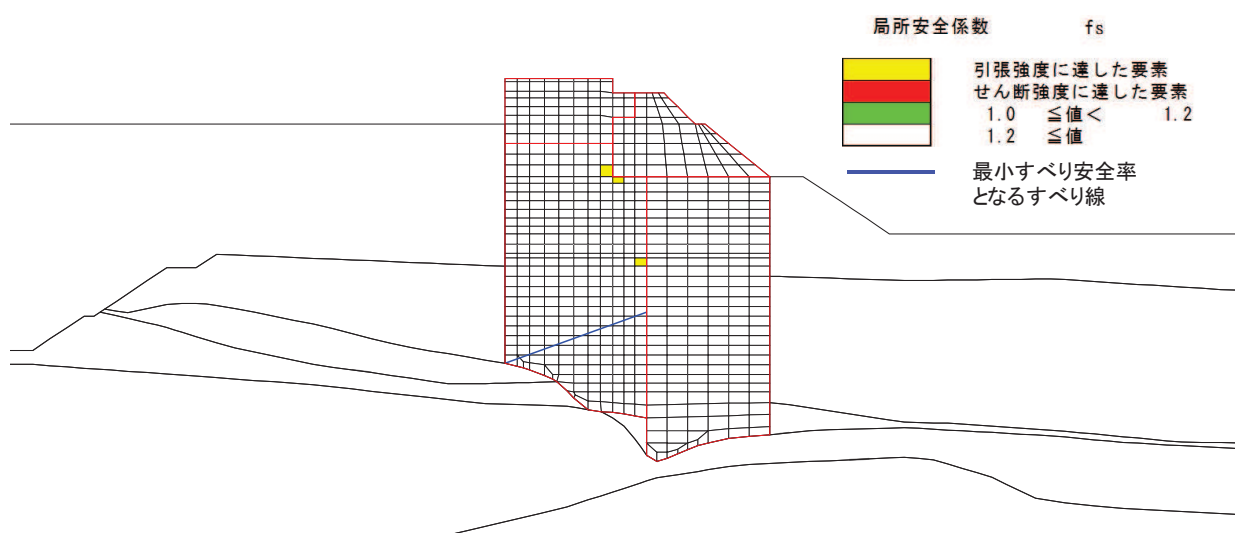 局所安全係数 fs
引張強度に達した要素
せん断強度に達した要素
1.0 ≦値< 1.2
1.2 ≦値
最小すべり安全率
となるすべり線